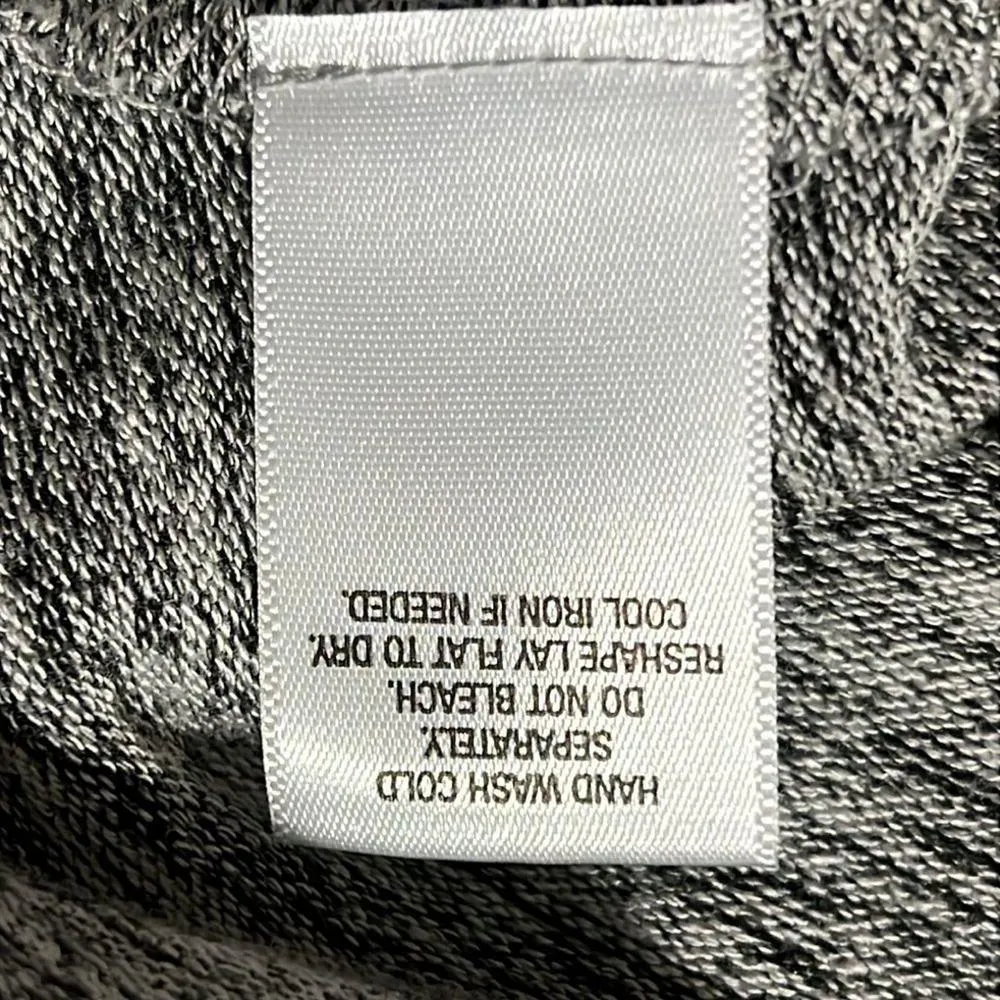 HAND WASH COLD
SEPARATELY.
DO NOT BLEACH.
RESHAPE LAY FLAT TO DRY.
COOL IRON IF NEEDED.